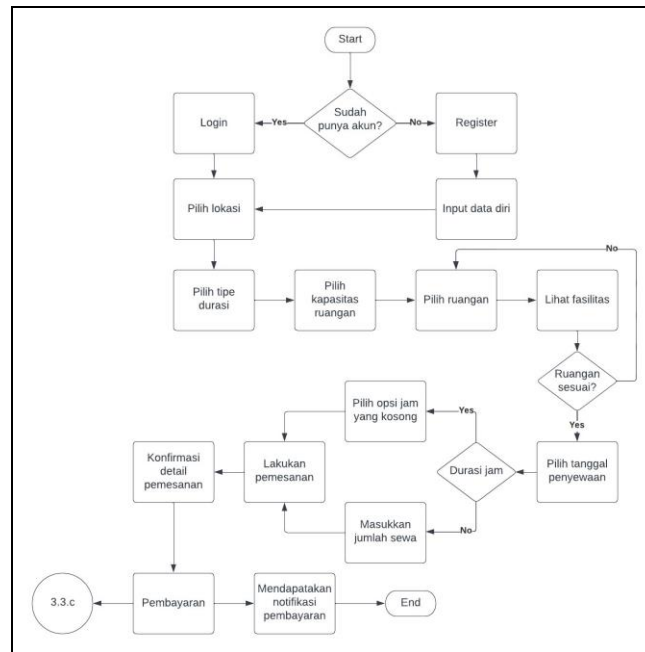 Start
Sudah
punya akun?
Yes
No
Login
Register
Pilih lokasi
Input data diri
No
Pilih tipe
durasi
Pilih
kapasitas
ruangan
Pilih ruangan
Lihat fasilitas
Ruangan
sesuai?
Yes
Pilih opsi jam
yang kosong
Yes
Konfirmasi
detail
pemesanan
Lakukan
pemesanan
Durasi jam
Pilih tanggal
penyewaan
Masukkan
jumlah sewa
No
3.3.c
Pembayaran
Mendapatakan
notifikasi
pembayaran
End